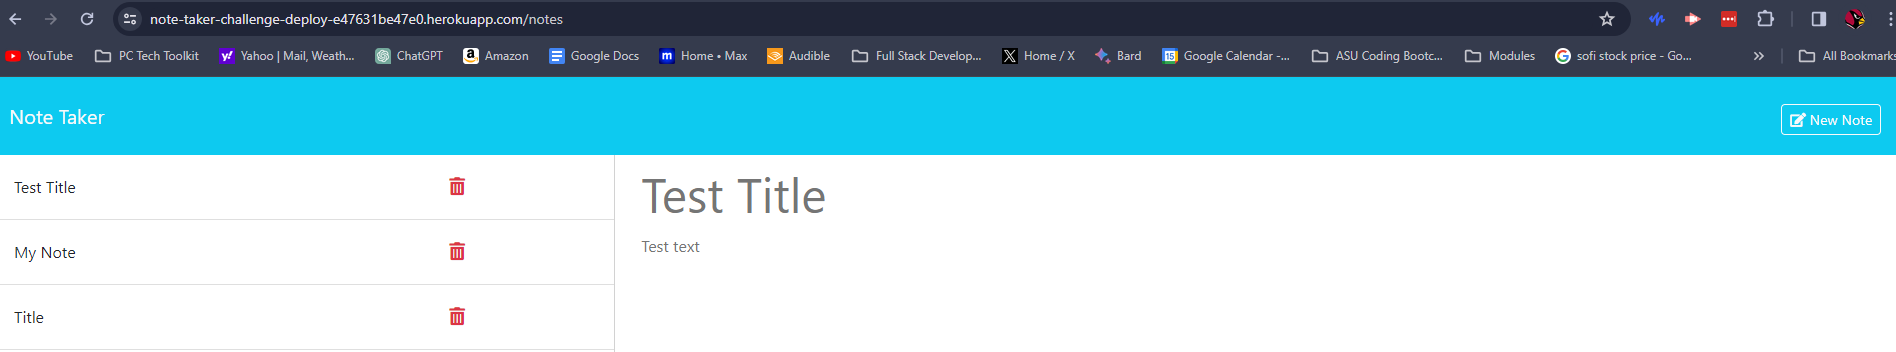 note-taker-challenge-deploy-e47631be47e0.herokuapp.com/notes
YouTube PC Tech Toolkit Yahoo | Mail, Weath... ChatGPT Amazon Google Docs Home • Max Audible Full Stack Develop... Home / X Bard Google Calendar -... ASU Coding Bootc... Modules sofi stock price - Go... » All Bookmarks
Note Taker
New Note
Test Title
My Note
Title
Test Title
Test text